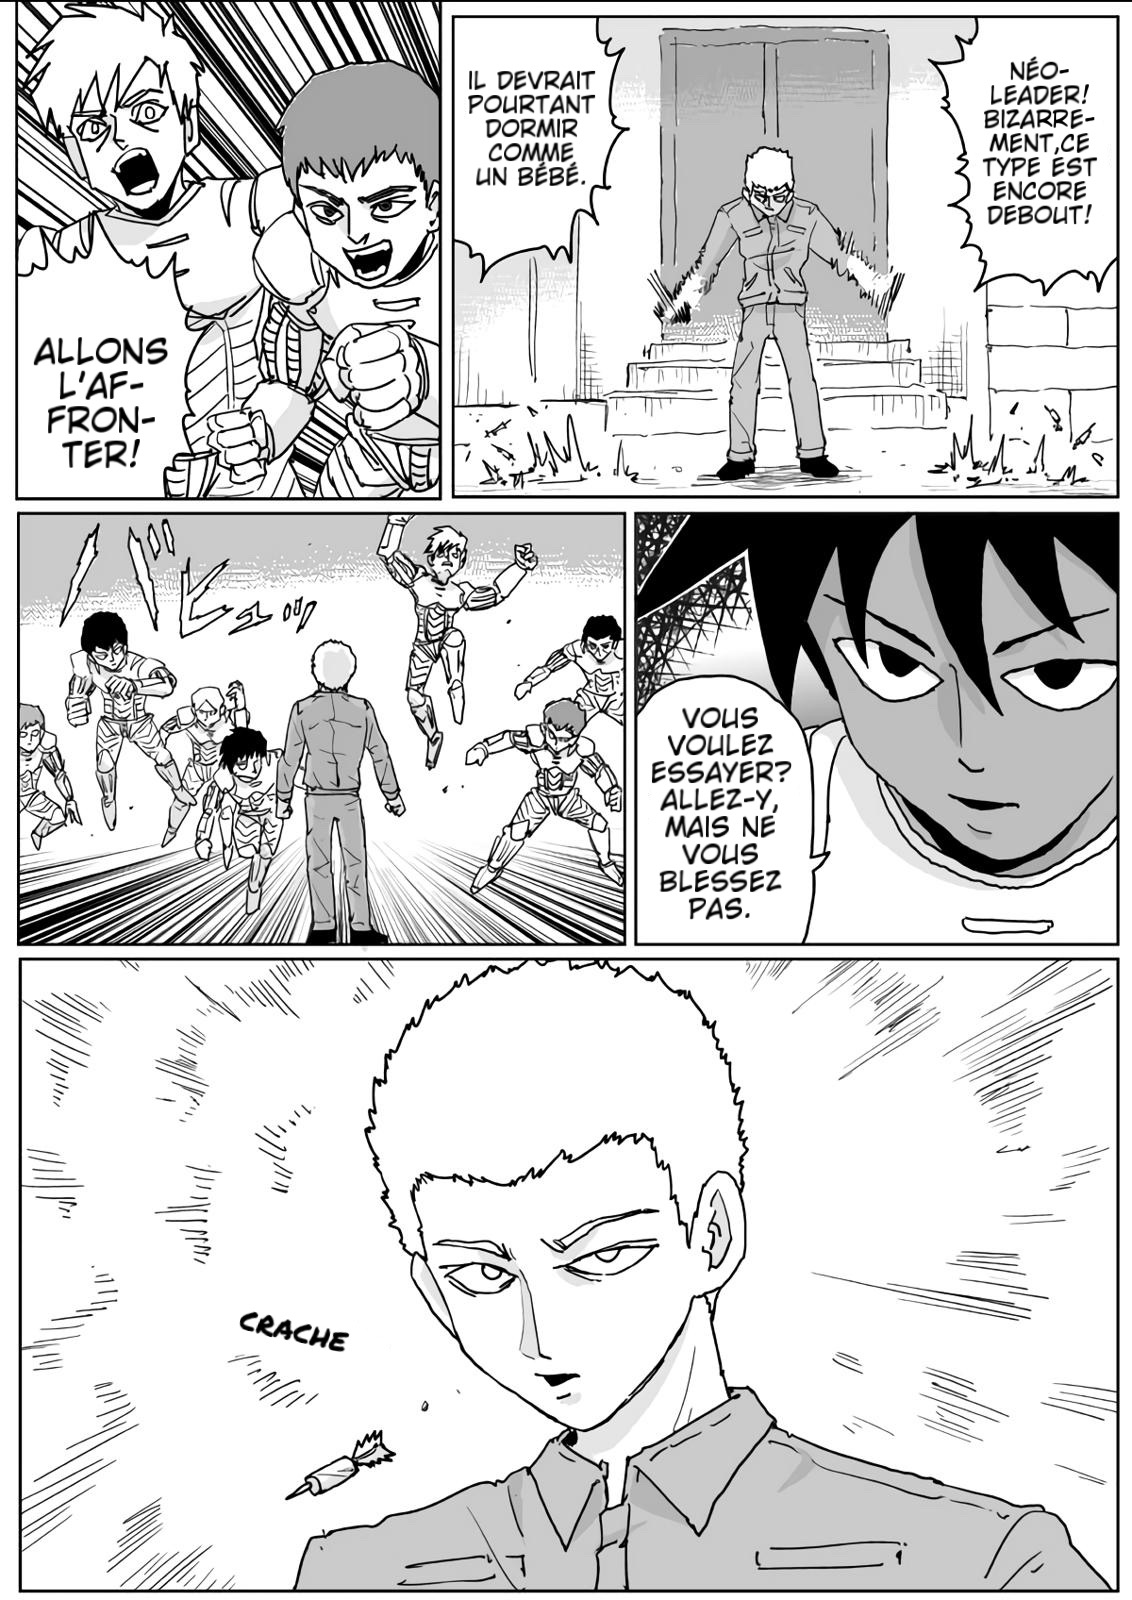 NÉO-
LEADER!
BIZARRE-
MENT,CE
TYPE EST
ENCORE
DEBOUT!
IL DEVRAIT
POURTANT
DORMIR
COMME
UN BÉBÉ.
ALLONS
L'AF-
FRON-
TER!
VOUS
VOULEZ
ESSAYER?
ALLEZ-Y,
MAIS NE
VOUS
BLESSEZ
PAS.
CRACHE